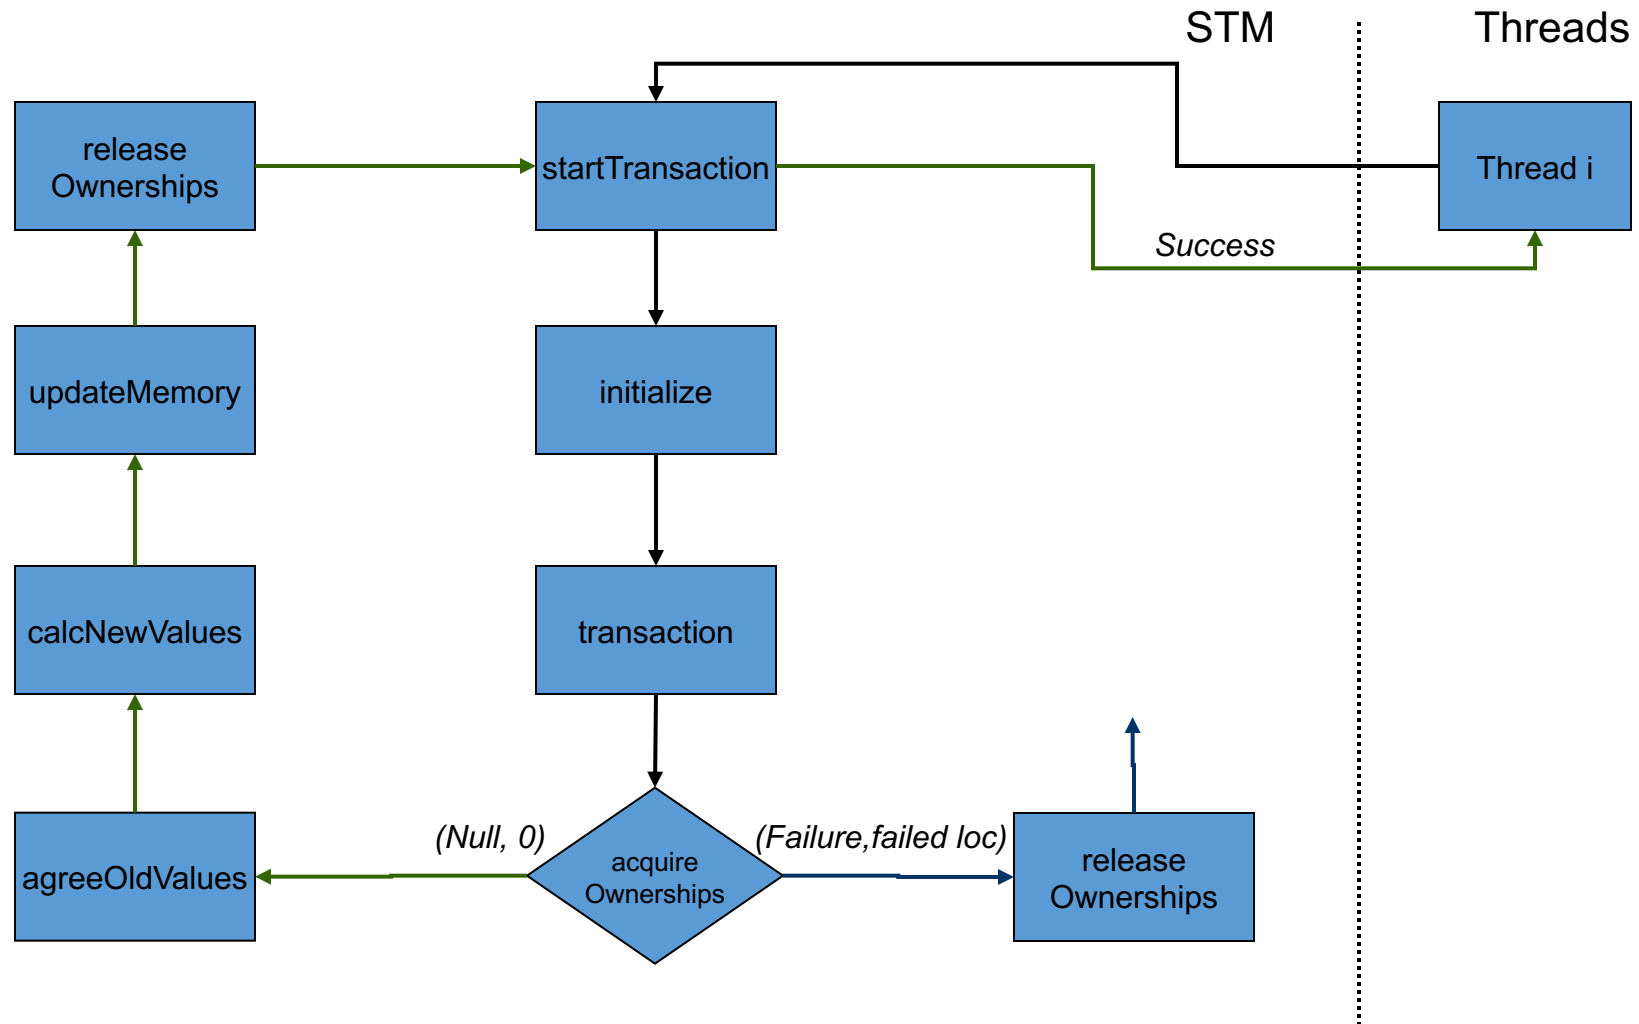 STM
Threads
release
Ownerships
startTransaction
Thread i
Success
updateMemory
initialize
calcNewValues
transaction
(Null, 0)
(Failure,failed loc)
agreeOldValues
acquire
Ownerships
release
Ownerships